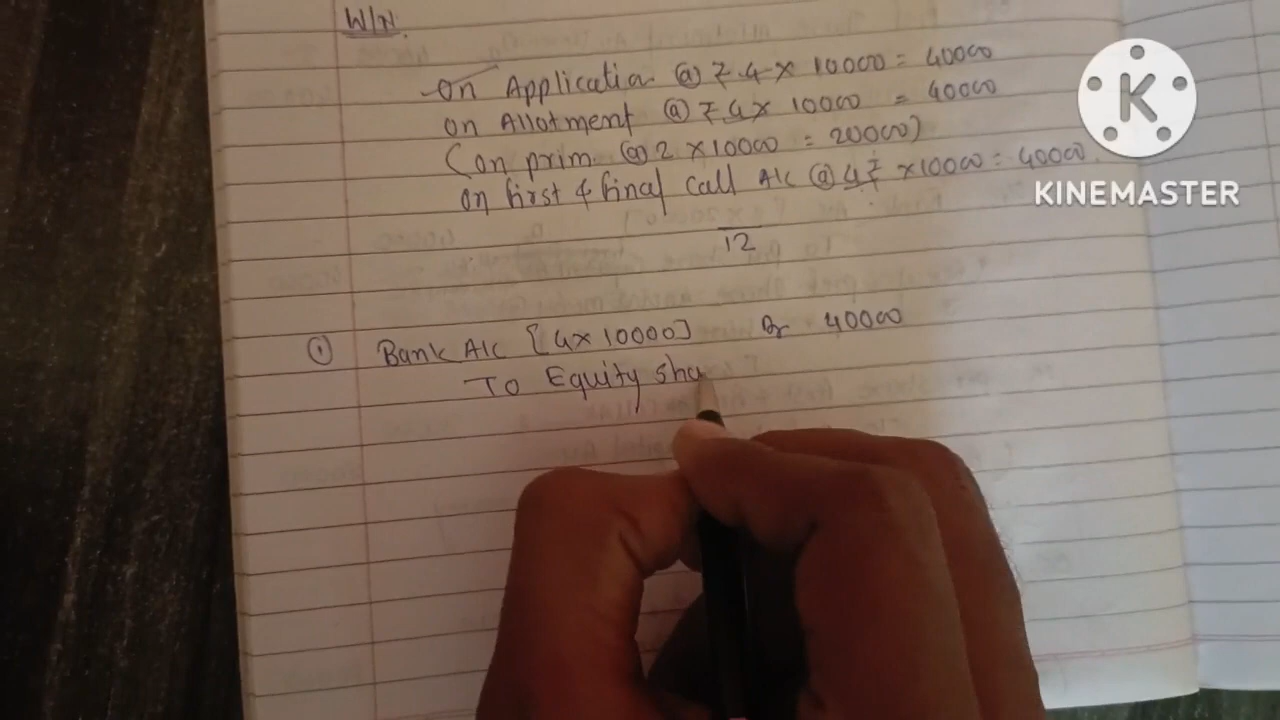 W/N.
On Application @ ₹ 4 × 10000 = 40000
on Allotment @ ₹ 4 × 10000 = 40000
(on prim. @ 2 × 10000 = 20000)
on first & final call A/c @ 4 ₹ × 10000 = 40000
12
① Bank A/c [4 × 10000] Dr 40000
To Equity sha
K
KINEMASTER